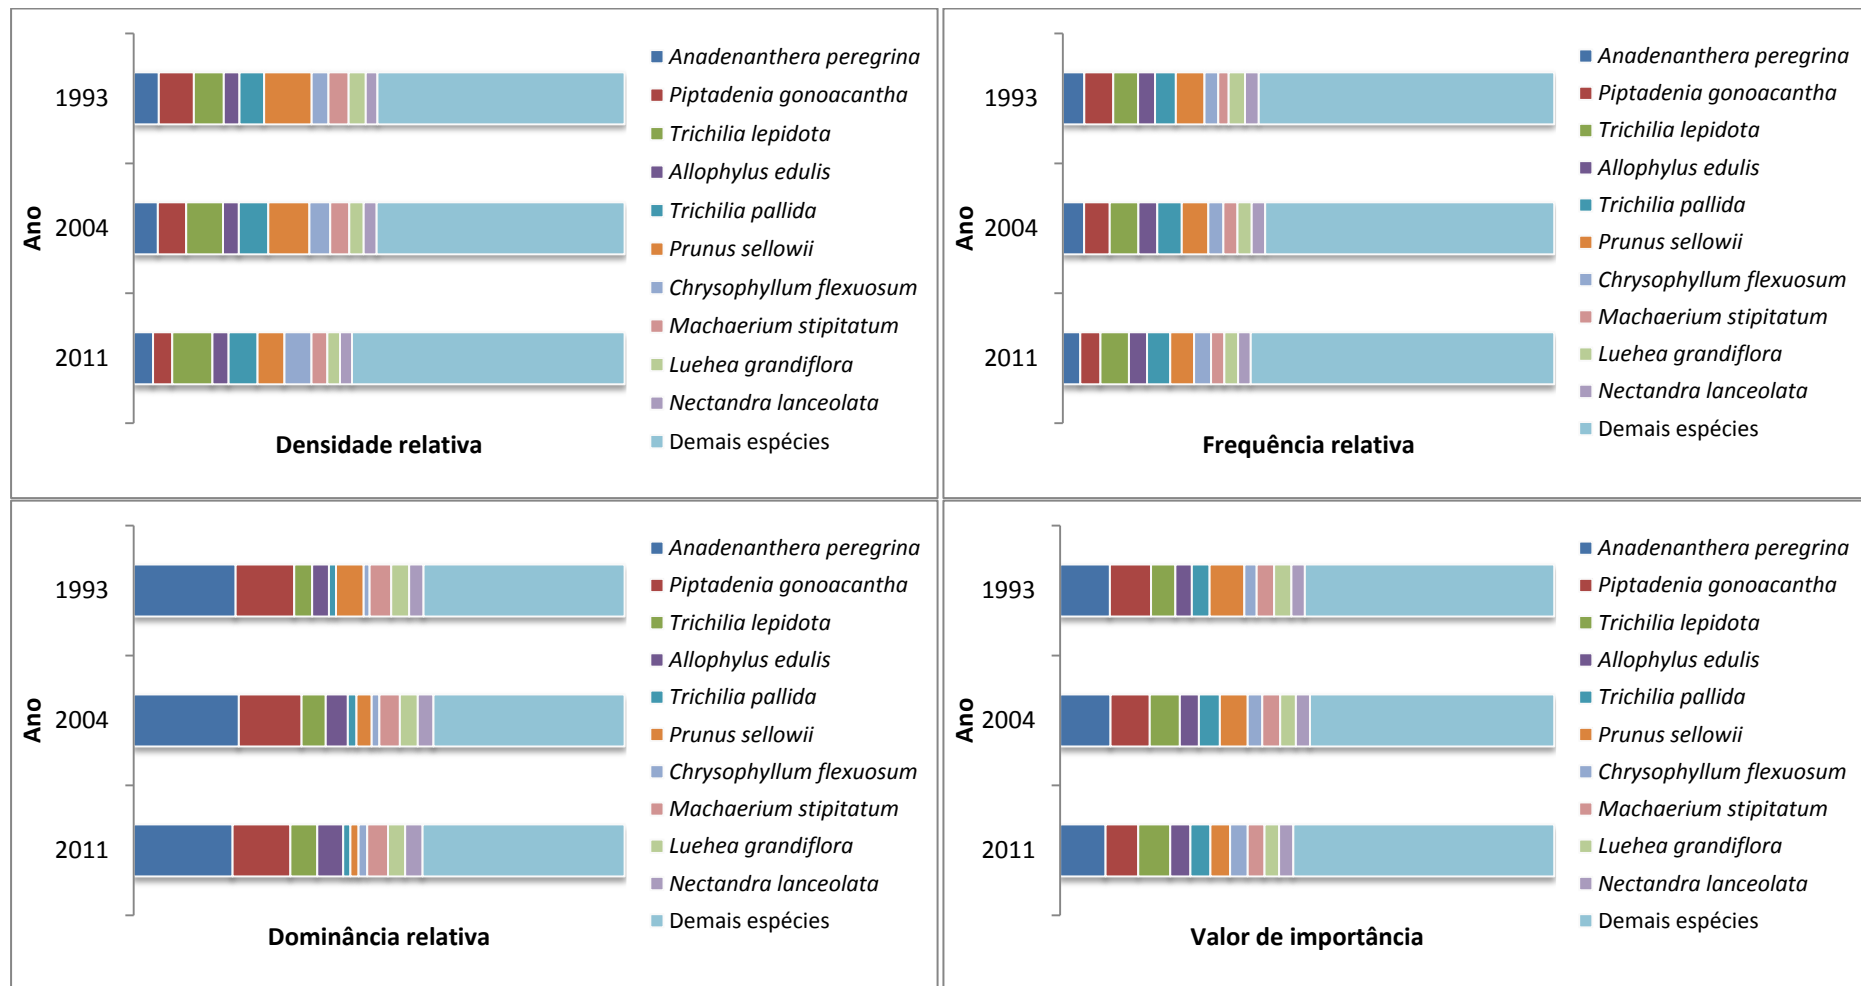 Ano
1993
2004
2011
Densidade relativa
Anadenanthera peregrina
Piptadenia gonoacantha
Trichilia lepidota
Allophylus edulis
Trichilia pallida
Prunus sellowii
Chrysophyllum flexuosum
Machaerium stipitatum
Luehea grandiflora
Nectandra lanceolata
Demais espécies
Ano
1993
2004
2011
Frequência relativa
Anadenanthera peregrina
Piptadenia gonoacantha
Trichilia lepidota
Allophylus edulis
Trichilia pallida
Prunus sellowii
Chrysophyllum flexuosum
Machaerium stipitatum
Luehea grandiflora
Nectandra lanceolata
Demais espécies
Ano
1993
2004
2011
Dominância relativa
Anadenanthera peregrina
Piptadenia gonoacantha
Trichilia lepidota
Allophylus edulis
Trichilia pallida
Prunus sellowii
Chrysophyllum flexuosum
Machaerium stipitatum
Luehea grandiflora
Nectandra lanceolata
Demais espécies
Ano
1993
2004
2011
Valor de importância
Anadenanthera peregrina
Piptadenia gonoacantha
Trichilia lepidota
Allophylus edulis
Trichilia pallida
Prunus sellowii
Chrysophyllum flexuosum
Machaerium stipitatum
Luehea grandiflora
Nectandra lanceolata
Demais espécies